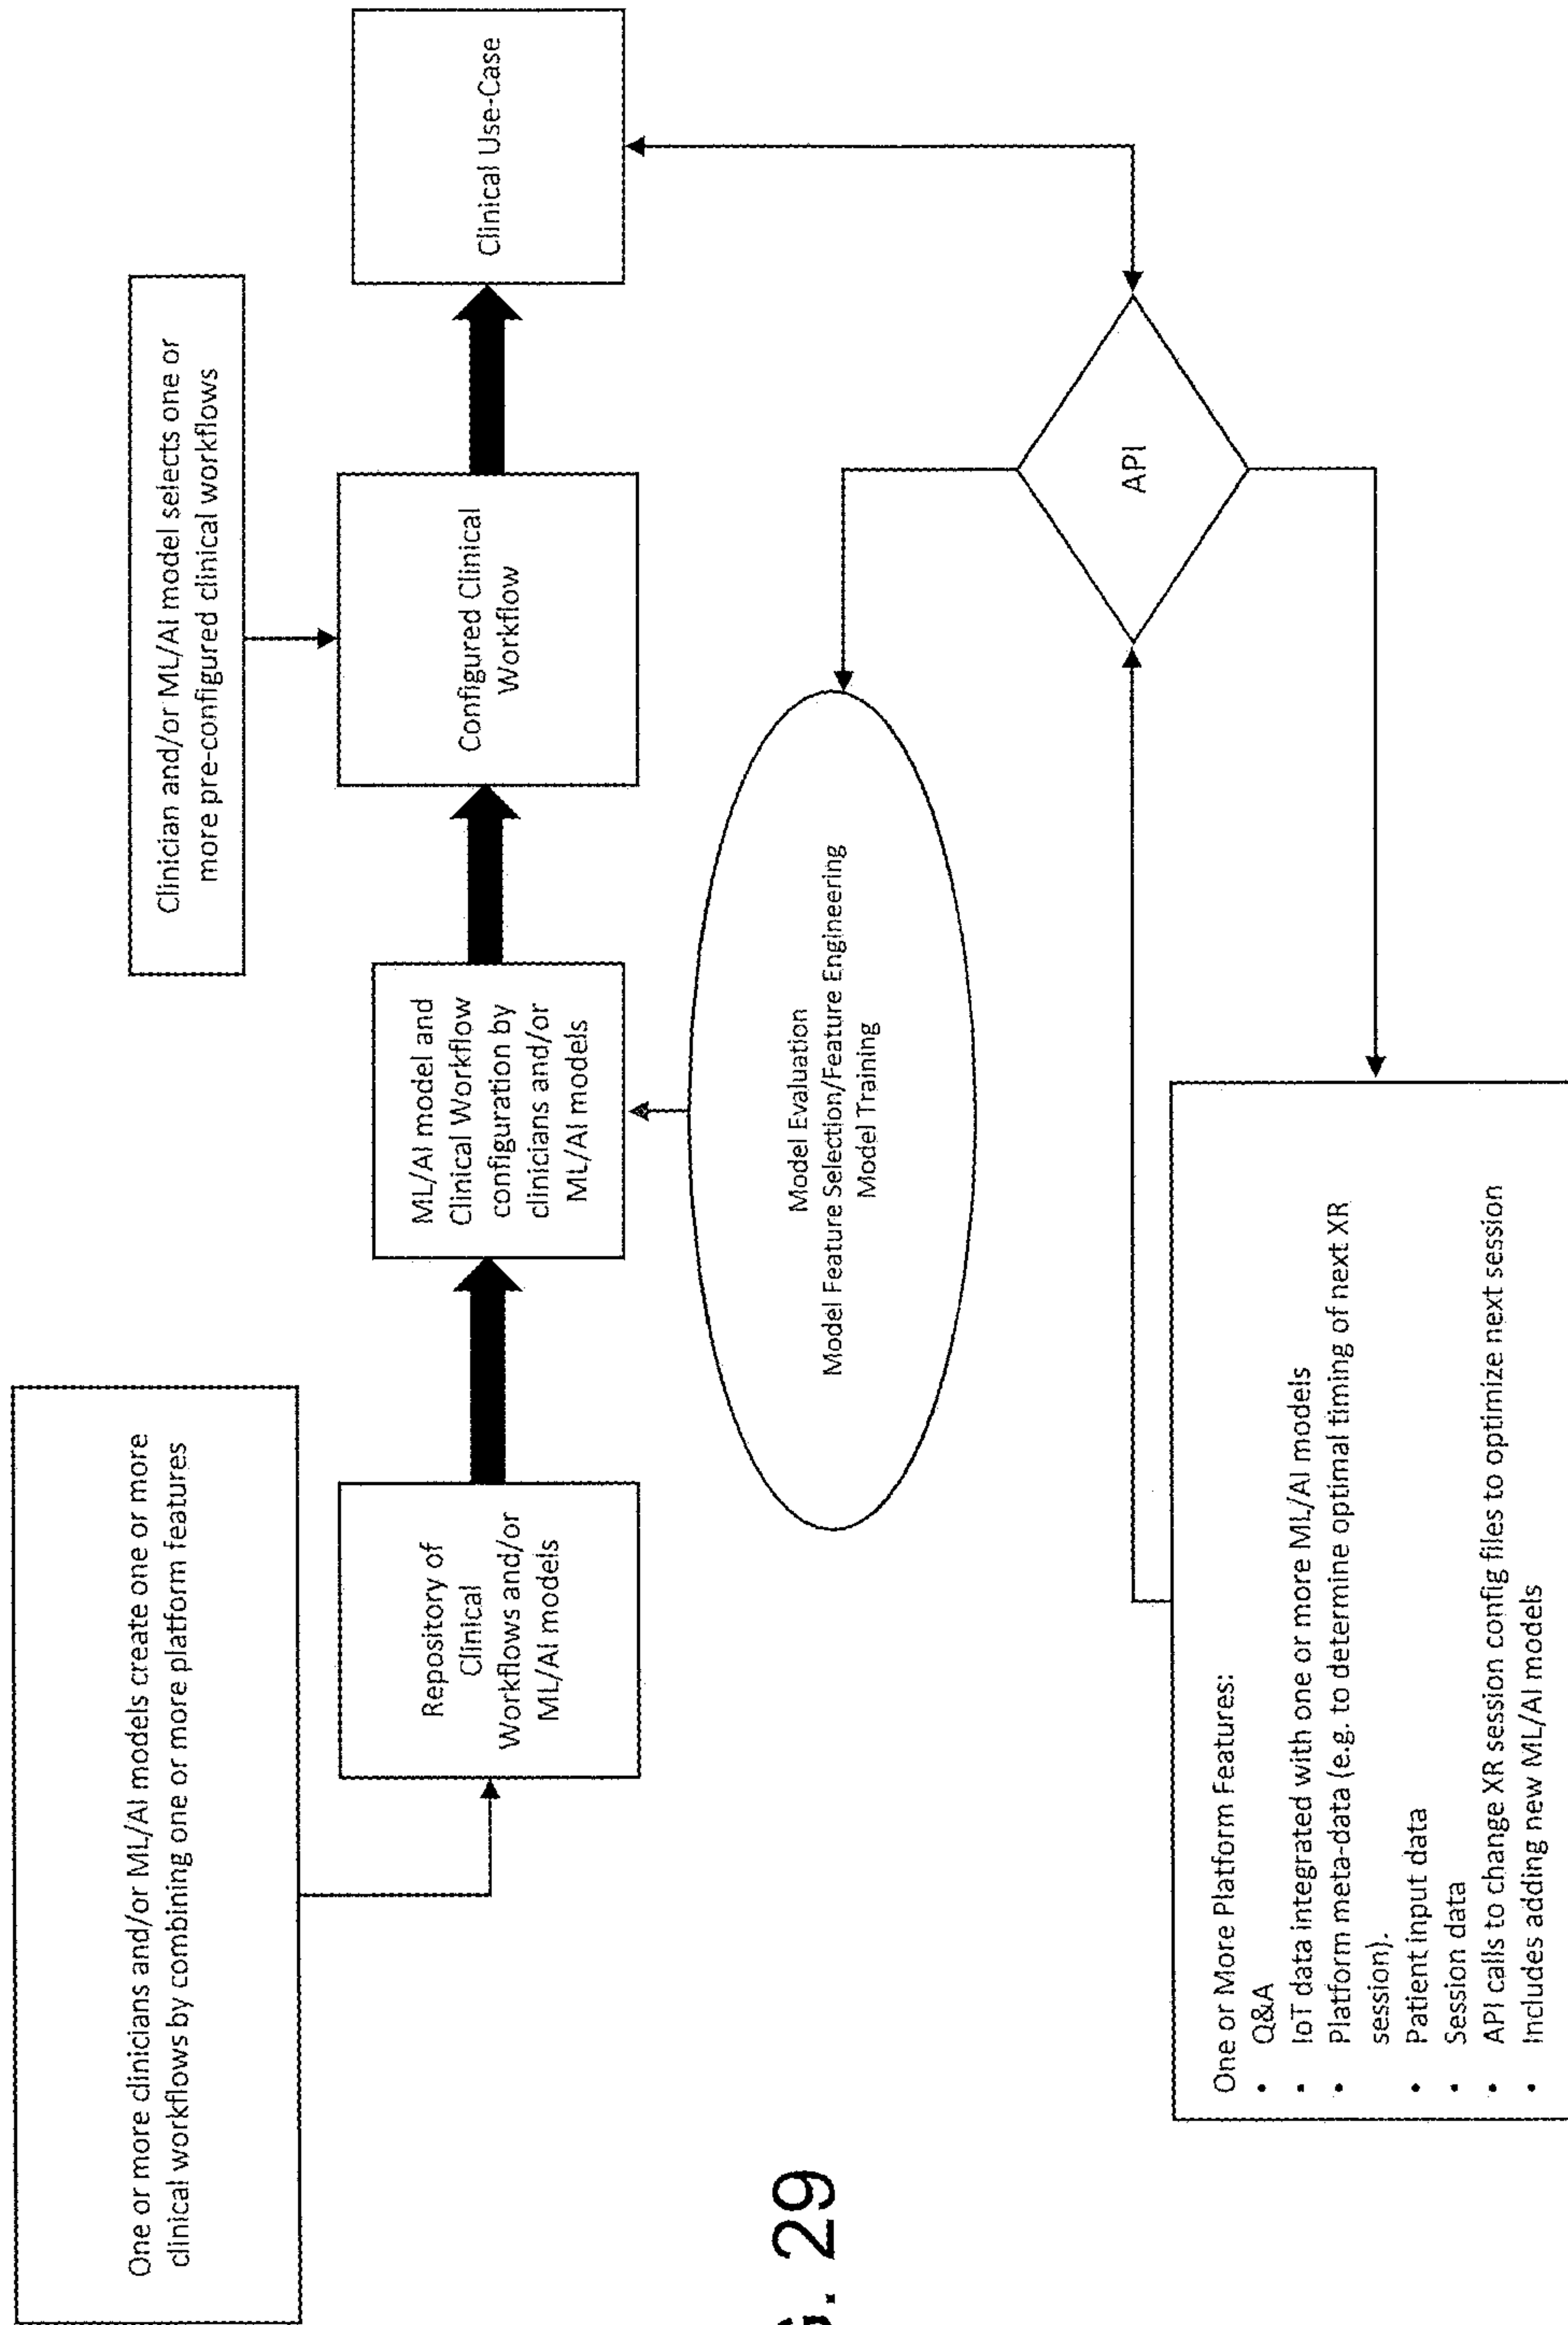 One or more clinicians and/or ML/AI models create one or more
clinical workflows by combining one or more platform features
Clinician and/or ML/AI model selects one or
more pre-configured clinical workflows
Repository of
Clinical
Workflows and/or
ML/AI models
ML/AI model and
Clinical Workflow
configuration by
clinicians and/or
ML/AI models
Configured Clinical
Workflow
Clinical Use-Case
Model Evaluation
Model Feature Selection/Feature Engineering
Model Training
API
One or More Platform Features:
• Q&A
• IoT data integrated with one or more ML/AI models
• Platform meta-data (e.g. to determine optimal timing of next XR
session).
• Patient input data
• Session data
• API calls to change XR session config files to optimize next session
• Includes adding new ML/AI models
G. 29